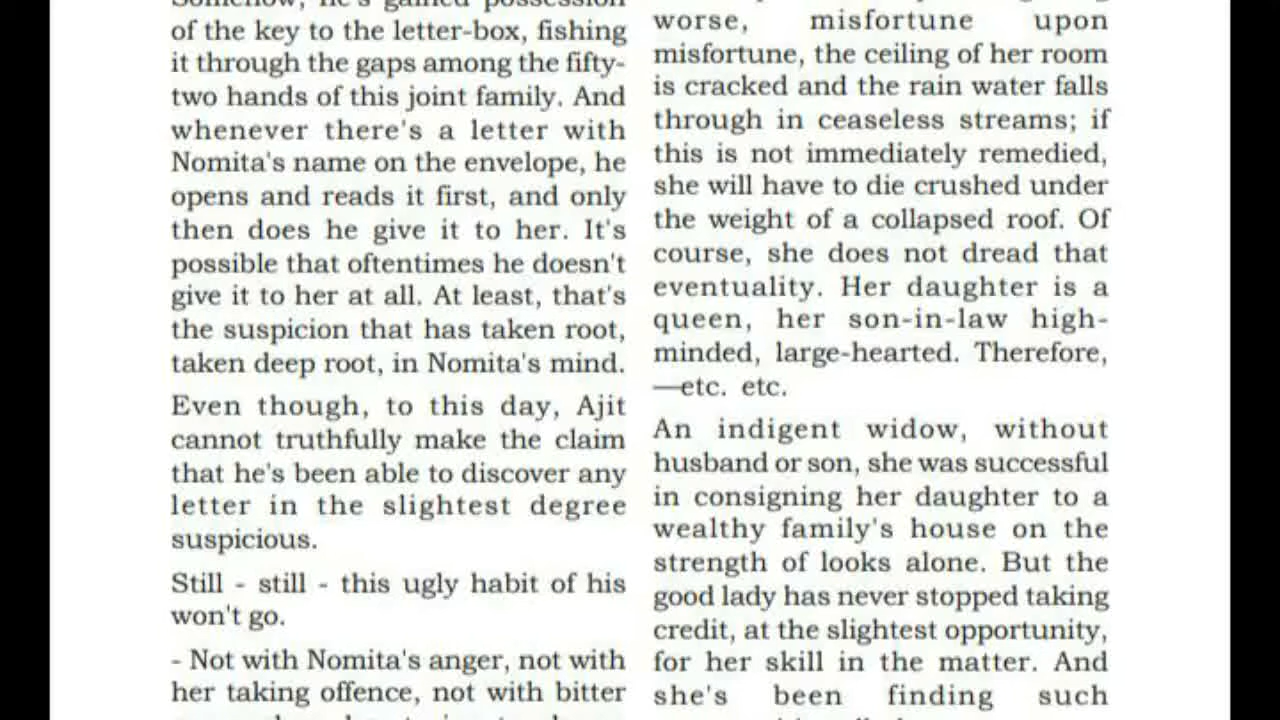 Somehow, he's gained possession
of the key to the letter-box, fishing
it through the gaps among the fifty-
two hands of this joint family. And
whenever there's a letter with
Nomita's name on the envelope, he
opens and reads it first, and only
then does he give it to her. It's
possible that oftentimes he doesn't
give it to her at all. At least, that's
the suspicion that has taken root,
taken deep root, in Nomita's mind.
Even though, to this day, Ajit
cannot truthfully make the claim
that he's been able to discover any
letter in the slightest degree
suspicious.
Still - still - this ugly habit of his
won't go.
- Not with Nomita's anger, not with
her taking offence, not with bitter
worse, misfortune upon
misfortune, the ceiling of her room
is cracked and the rain water falls
through in ceaseless streams; if
this is not immediately remedied,
she will have to die crushed under
the weight of a collapsed roof. Of
course, she does not dread that
eventuality. Her daughter is a
queen, her son-in-law high-
minded, large-hearted. Therefore,
—etc. etc.
An indigent widow, without
husband or son, she was successful
in consigning her daughter to a
wealthy family's house on the
strength of looks alone. But the
good lady has never stopped taking
credit, at the slightest opportunity,
for her skill in the matter. And
she's been finding such